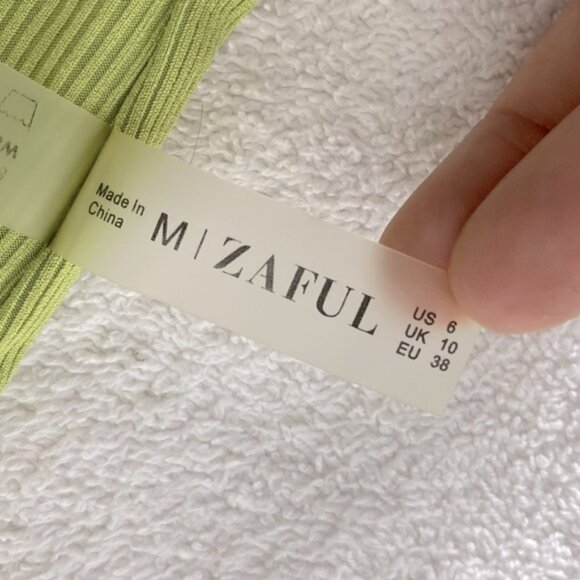 Made In
China
M | ZAFUL
US 6
UK 10
EU 38